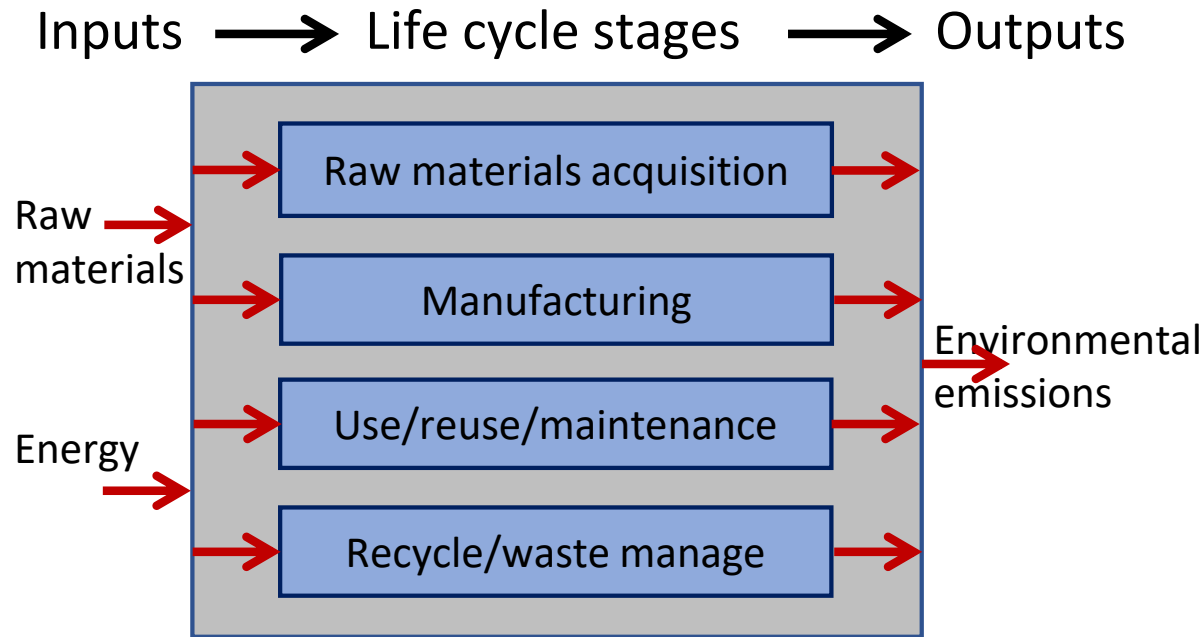 Inputs Life cycle stages Outputs
Raw materials acquisition
Raw
materials
Manufacturing
Environmental
emissions
Use/reuse/maintenance
Energy
Recycle/waste manage